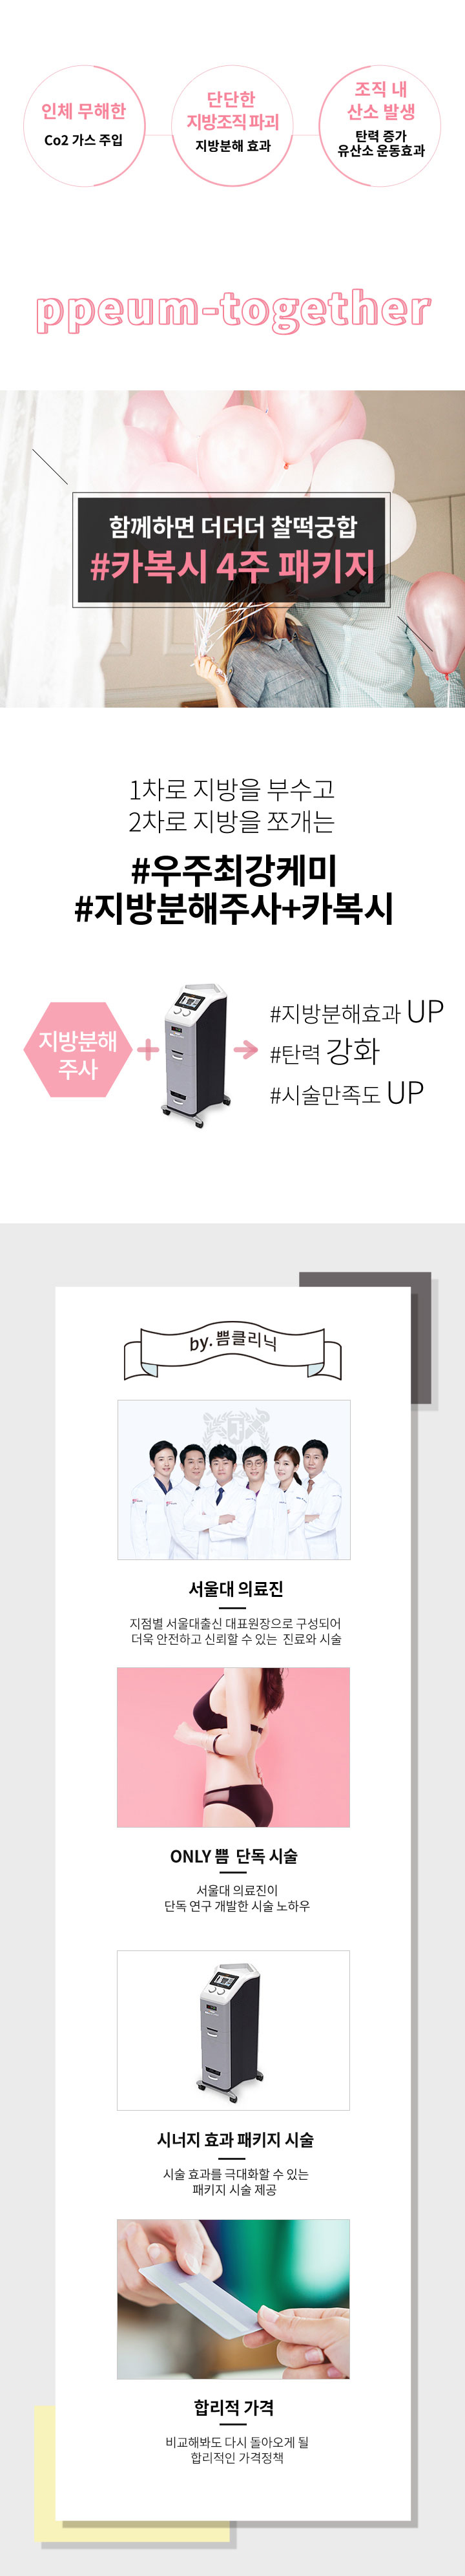 인체 무해한
Co2 가스 주입
단단한
지방조직 파괴
지방분해 효과
조직 내
산소 발생
탄력 증가
유산소 운동효과
ppeum-together
함께하면 더더더 찰떡궁합
#카복시 4주 패키지
1차로 지방을 부수고
2차로 지방을 쪼개는
#우주최강케미
#지방분해주사+카복시
지방분해
주사
+
#지방분해효과 UP
#탄력 강화
#시술만족도 UP
by. 쁨클리닉
서울대 의료진
지점별 서울대출신 대표원장으로 구성되어
더욱 안전하고 신뢰할 수 있는 진료와 시술
ONLY 쁨 단독 시술
서울대 의료진이
단독 연구 개발한 시술 노하우
시너지 효과 패키지 시술
시술 효과를 극대화할 수 있는
패키지 시술 제공
합리적 가격
비교해봐도 다시 돌아오게 될
합리적인 가격정책